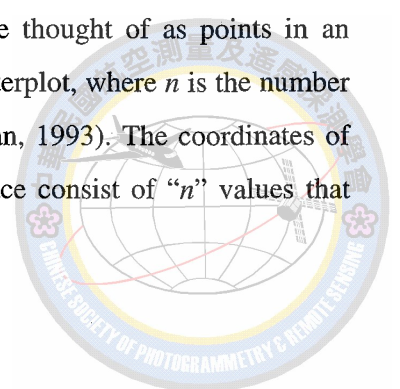 e thought of as points in an
terplot, where n is the number
an, 1993). The coordinates of
ce consist of “n” values that
中華民國航空測量及遙感探測學會
CHINESE SOCIETY OF PHOTOGRAMMETRY & REMOTE SENSING